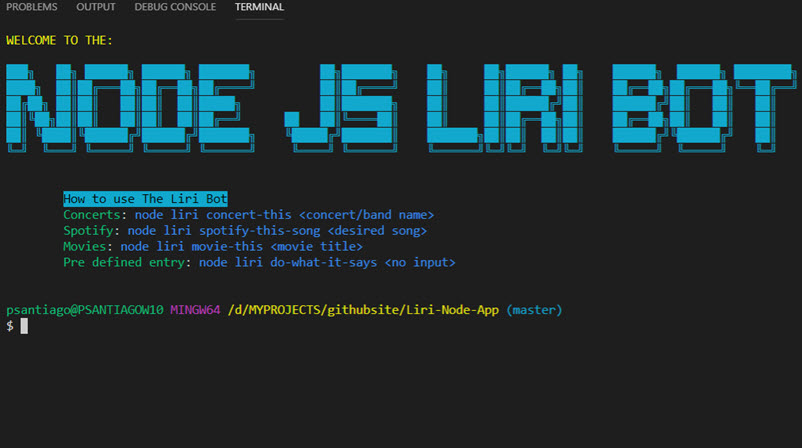 PROBLEMS OUTPUT DEBUG CONSOLE TERMINAL
WELCOME TO THE:
NODE JS LIRI BOT
How to use The Liri Bot
Concerts: node liri concert-this <concert/band name>
Spotify: node liri spotify-this-song <desired song>
Movies: node liri movie-this <movie title>
Pre defined entry: node liri do-what-it-says <no input>
psantiago@PSANTIAGOW10 MINGW64 /d/MYPROJECTS/githubsite/Liri-Node-App (master)
$